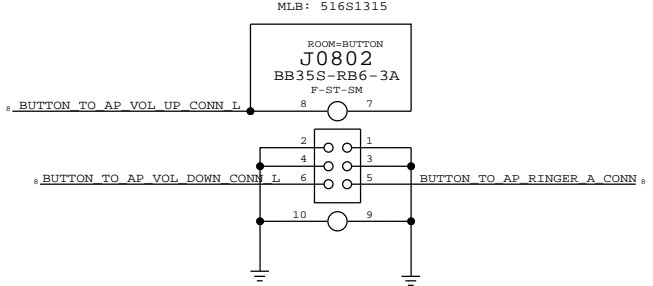 MLB: 516S1315
ROOM=BUTTON
J0802
BB35S-RB6-3A
F-ST-SM
8 BUTTON_TO_AP_VOL_UP_CONN_L 8 7
2 1
4 3
8 BUTTON_TO_AP_VOL_DOWN_CONN_L 6 5 BUTTON_TO_AP_RINGER_A_CONN 8
10 9